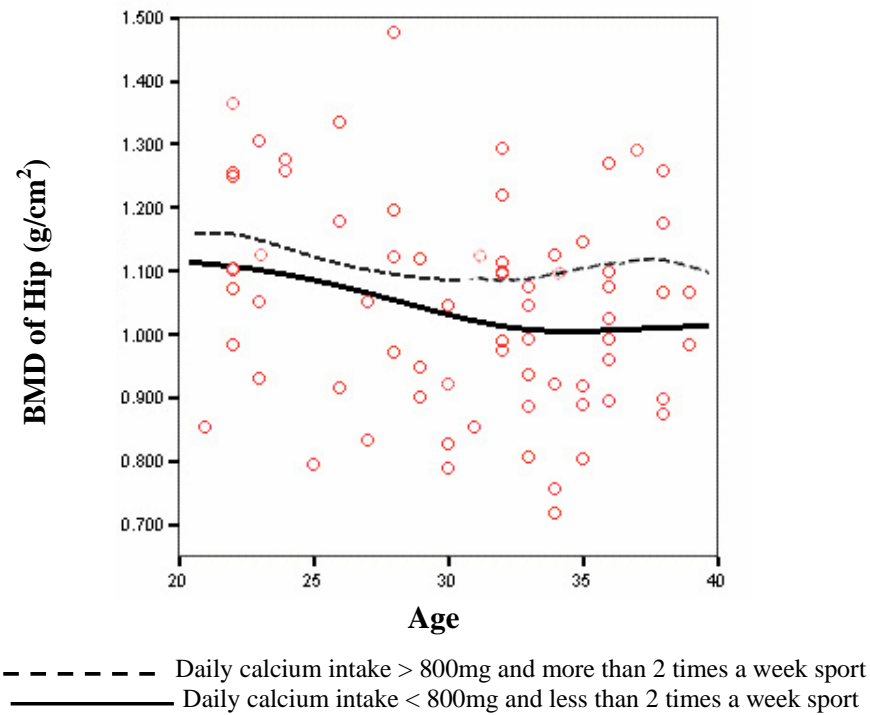 1.500
1.400
1.300
1.200
1.100
1.000
0.900
0.800
0.700
BMD of Hip (g/cm²)
20 25 30 35 40
Age
Daily calcium intake > 800mg and more than 2 times a week sport
Daily calcium intake < 800mg and less than 2 times a week sport